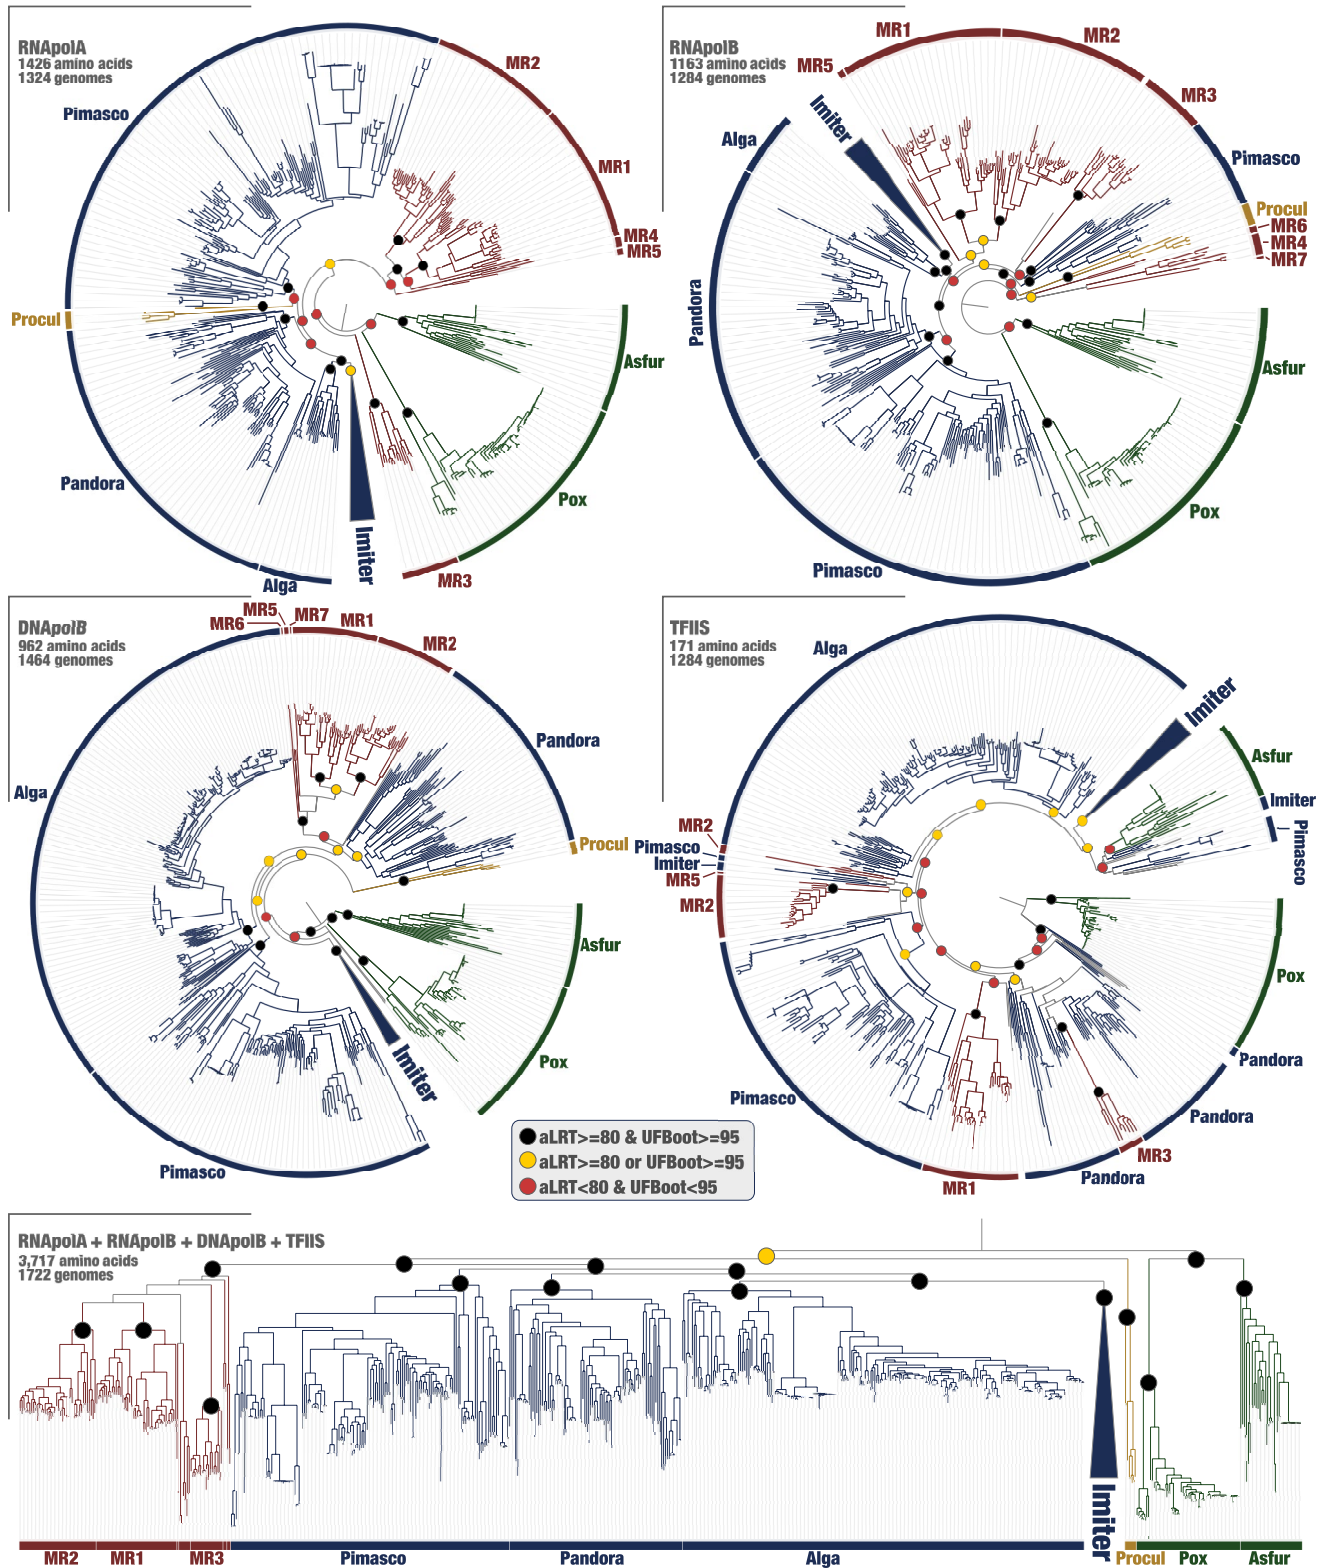 RNApolA
1426 amino acids
1324 genomes
MR2
Pimasco
MR1
MR4
MR5
Procul
Asfur
Pandora
Pox
Imiter
MR3
Alga
RNApolB
1163 amino acids
1284 genomes
MR1
MR2
MR5
MR3
Imiter
Alga
Pimasco
Procul
MR6
MR4
MR7
Pandora
Asfur
Pox
Pimasco
DNApolB
962 amino acids
1464 genomes
MR5
MR6
MR7
MR1
MR2
Pandora
Alga
Procul
Asfur
Imiter
Pox
Pimasco
TFIIS
171 amino acids
1284 genomes
Alga
Imiter
Asfur
Imiter
Pimasco
MR2
Pimasco
Imiter
MR5
MR2
Pox
Pandora
Pimasco
Pandora
MR3
Pandora
MR1
aLRT>=80 & UFBoot>=95
aLRT>=80 or UFBoot>=95
aLRT<80 & UFBoot<95
RNApolA + RNApolB + DNApolB + TFIIS
3,717 amino acids
1722 genomes
Imiter
MR2 MR1 MR3 Pimasco Pandora Alga Procul Pox Asfur